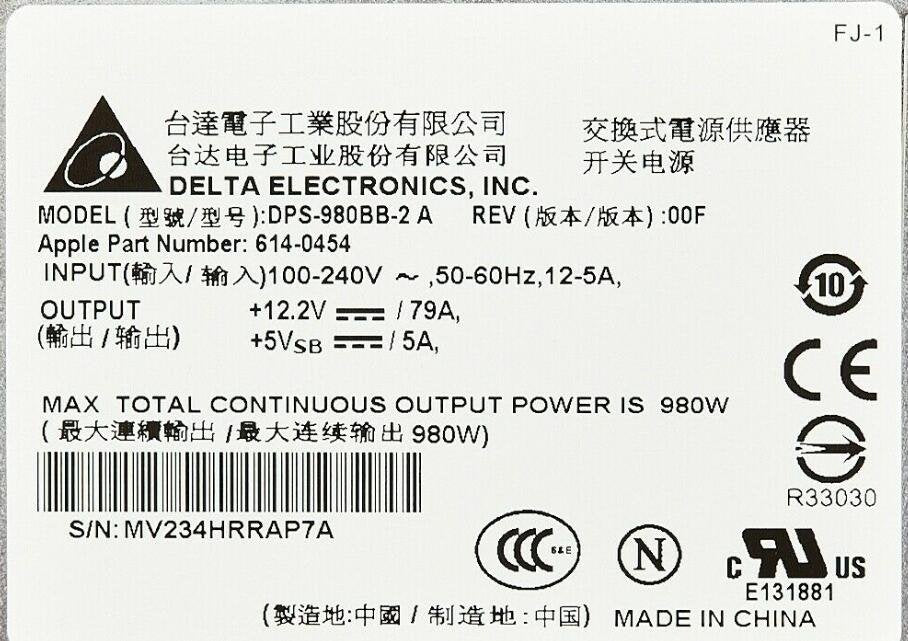 FJ-1
台達電子工業股份有限公司
台达电子工业股份有限公司
DELTA ELECTRONICS, INC.
交換式電源供應器
开关电源
MODEL (型號/型号):DPS-980BB-2 A REV (版本/版本) :00F
Apple Part Number: 614-0454
INPUT(輸入/ 输入)100-240V ～ ,50-60Hz,12-5A,
OUTPUT +12.2V ⎓ / 79A,
(輸出 / 输出) +5VSB ⎓ / 5A,
10
CE
MAX TOTAL CONTINUOUS OUTPUT POWER IS 980W
(最大連續輸出 /最大连续输出 980W)
R33030
S/N: MV234HRRAP7A
CCC S&E
N
c RU US
E131881
(製造地:中國 / 制造地:中国) MADE IN CHINA